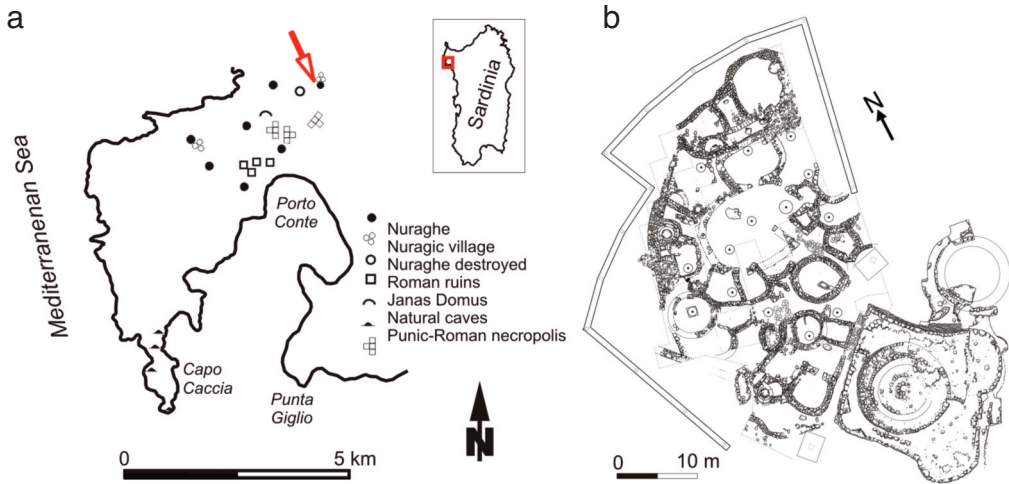 a
b
Sardinia
N
Mediterranenan Sea
Porto
Conte
Nuraghe
Nuragic village
Nuraghe destroyed
Roman ruins
Janas Domus
Natural caves
Punic-Roman necropolis
Capo
Caccia
Punta
Giglio
N
0 5 km
0 10 m